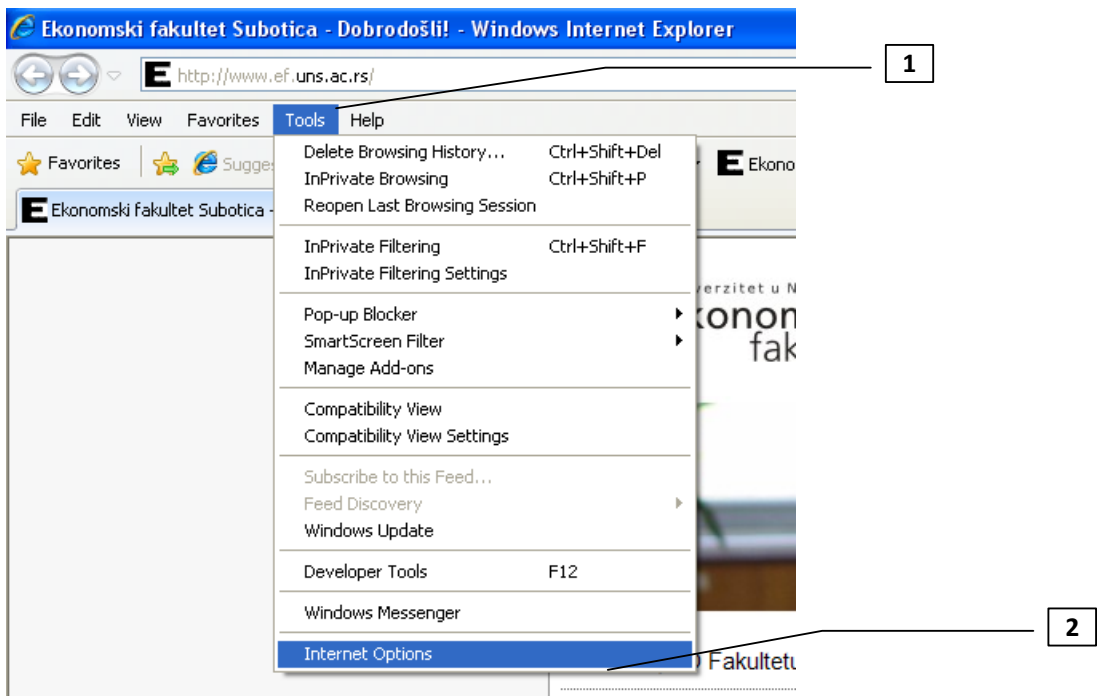 Ekonomski fakultet Subotica - Dobrodošli! - Windows Internet Explorer
E http://www.ef.uns.ac.rs/
1
File Edit View Favorites Tools Help
Favorites
E Ekonomski fakultet Subotica -
Delete Browsing History... Ctrl+Shift+Del
InPrivate Browsing Ctrl+Shift+P
Reopen Last Browsing Session
InPrivate Filtering Ctrl+Shift+F
InPrivate Filtering Settings
Pop-up Blocker
SmartScreen Filter
Manage Add-ons
Compatibility View
Compatibility View Settings
Subscribe to this Feed...
Feed Discovery
Windows Update
Developer Tools F12
Windows Messenger
Internet Options
2
Fakultetu